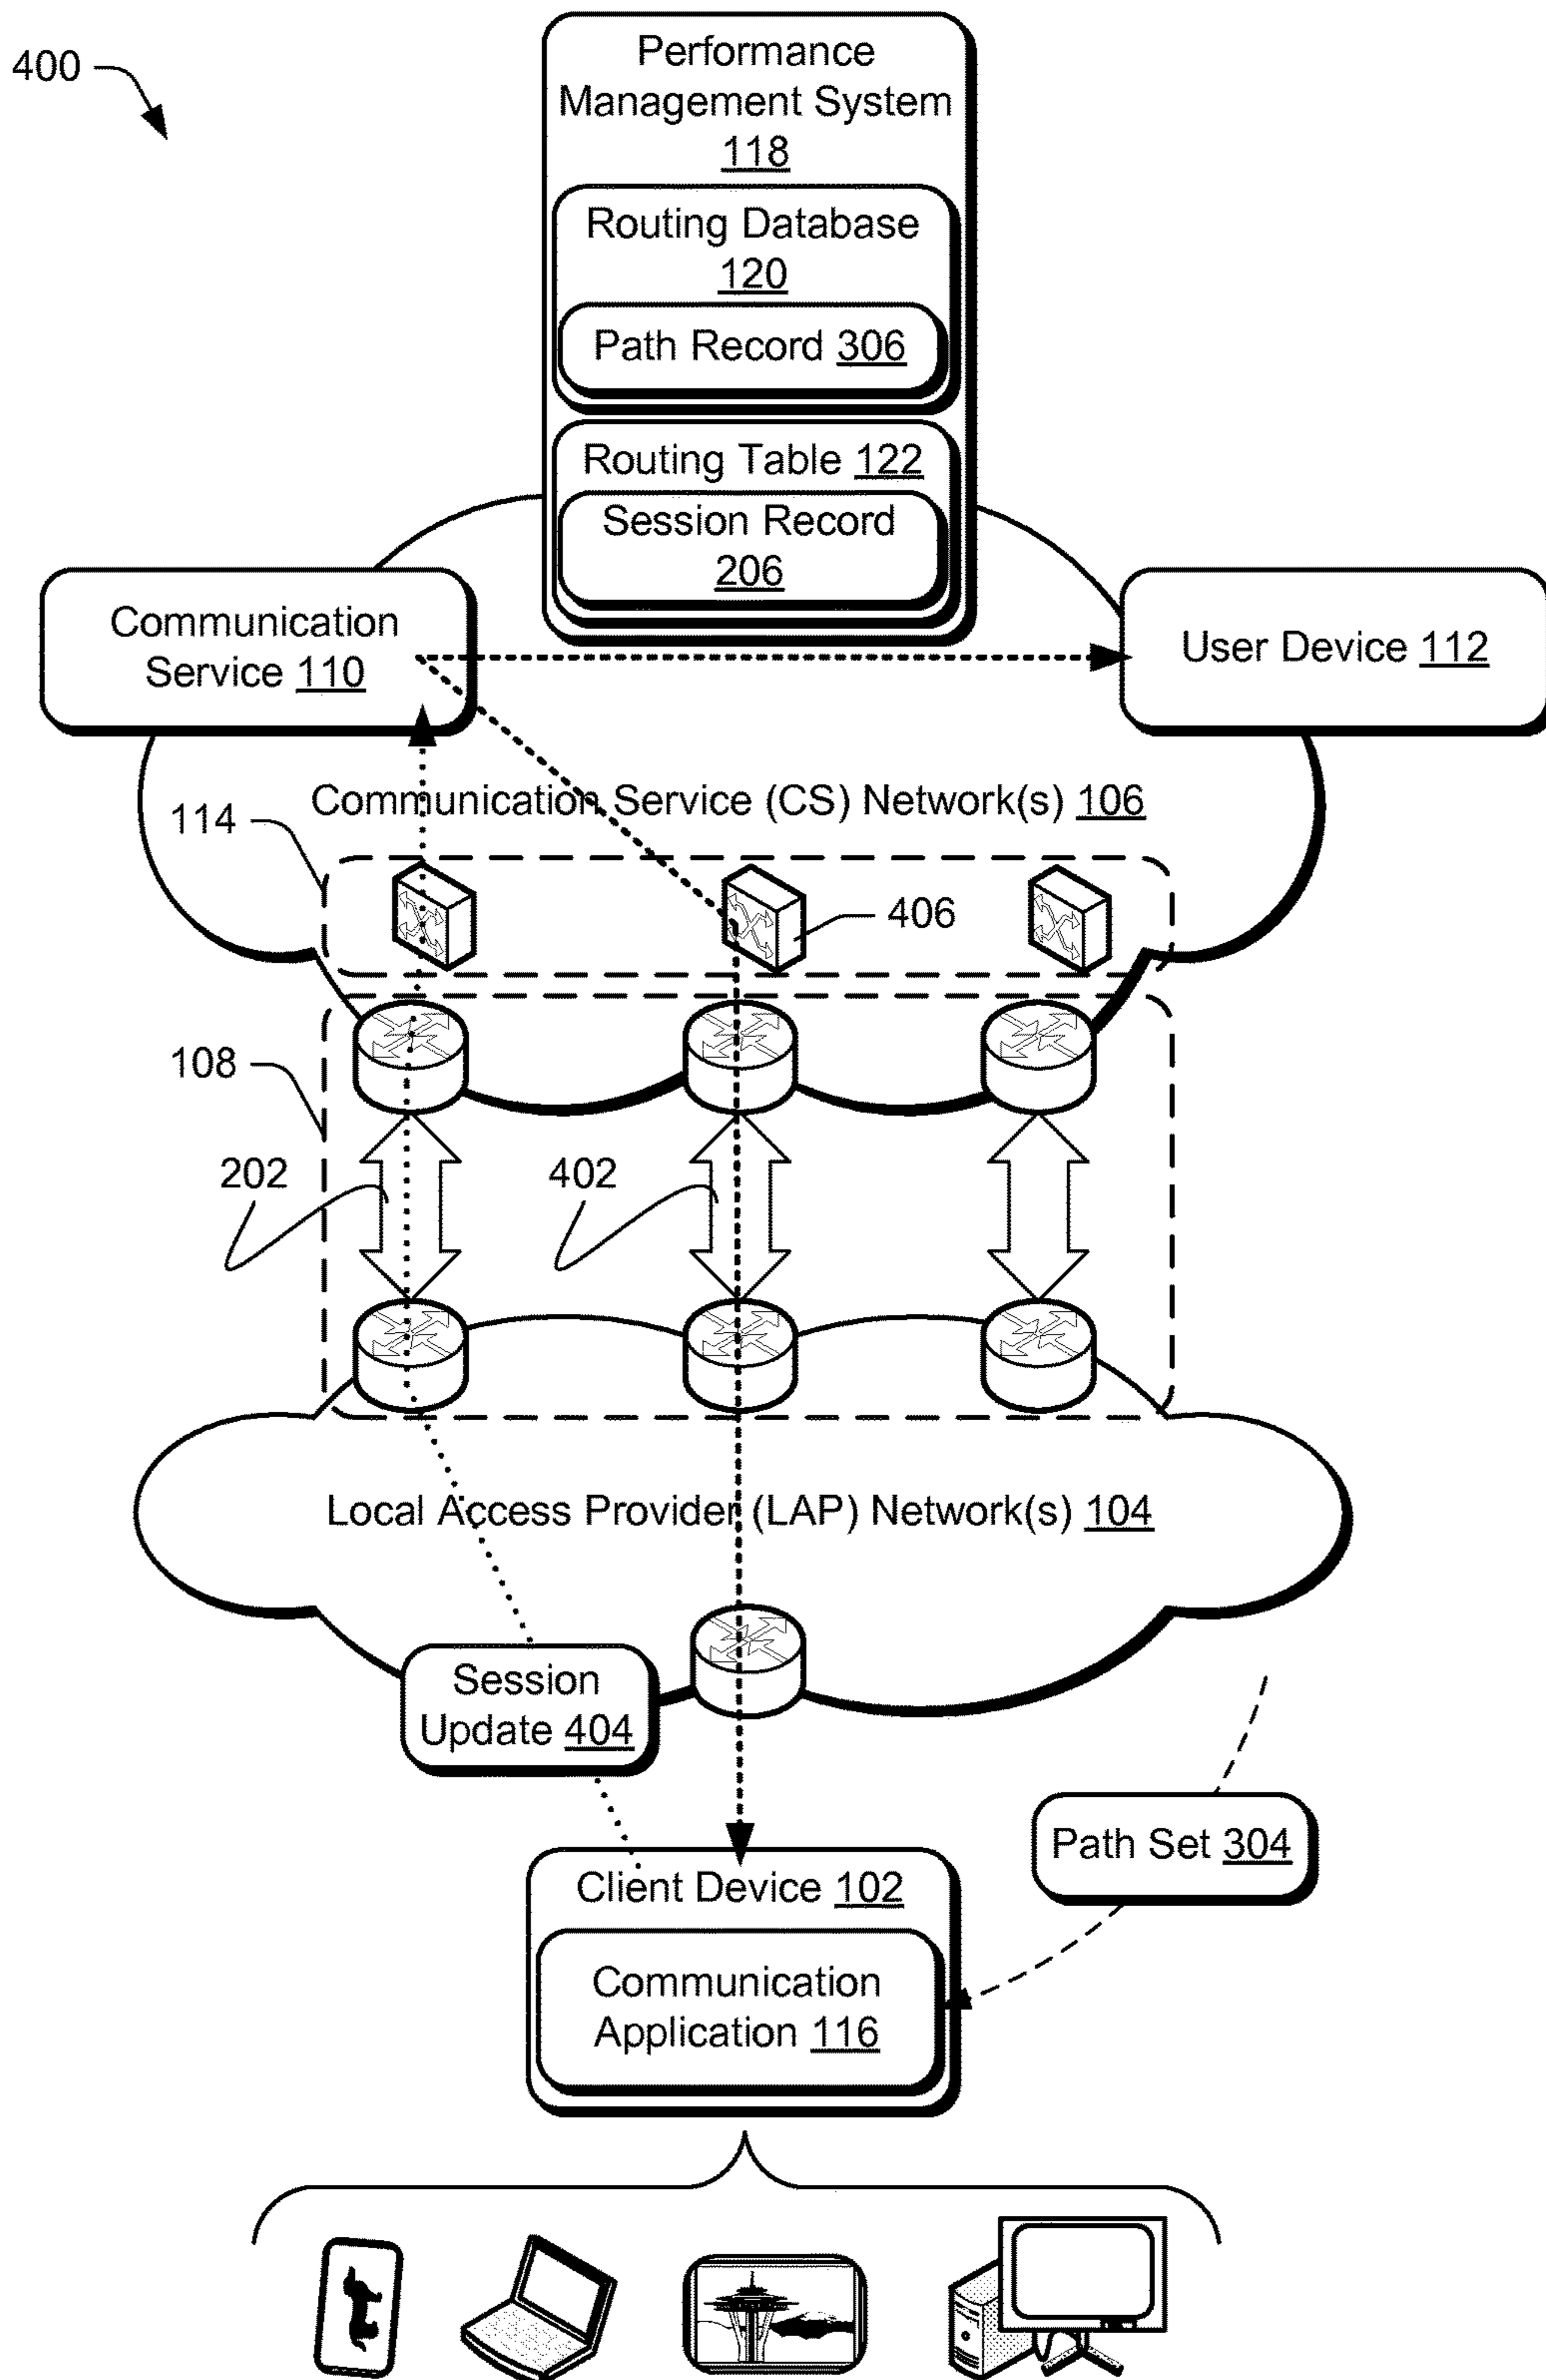 400
Performance
Management System
118
Routing Database
120
Path Record 306
Routing Table 122
Session Record
206
Communication
Service 110
User Device 112
Communication Service (CS) Network(s) 106
114
406
108
202
402
Local Access Provider (LAP) Network(s) 104
Session
Update 404
Path Set 304
Client Device 102
Communication
Application 116